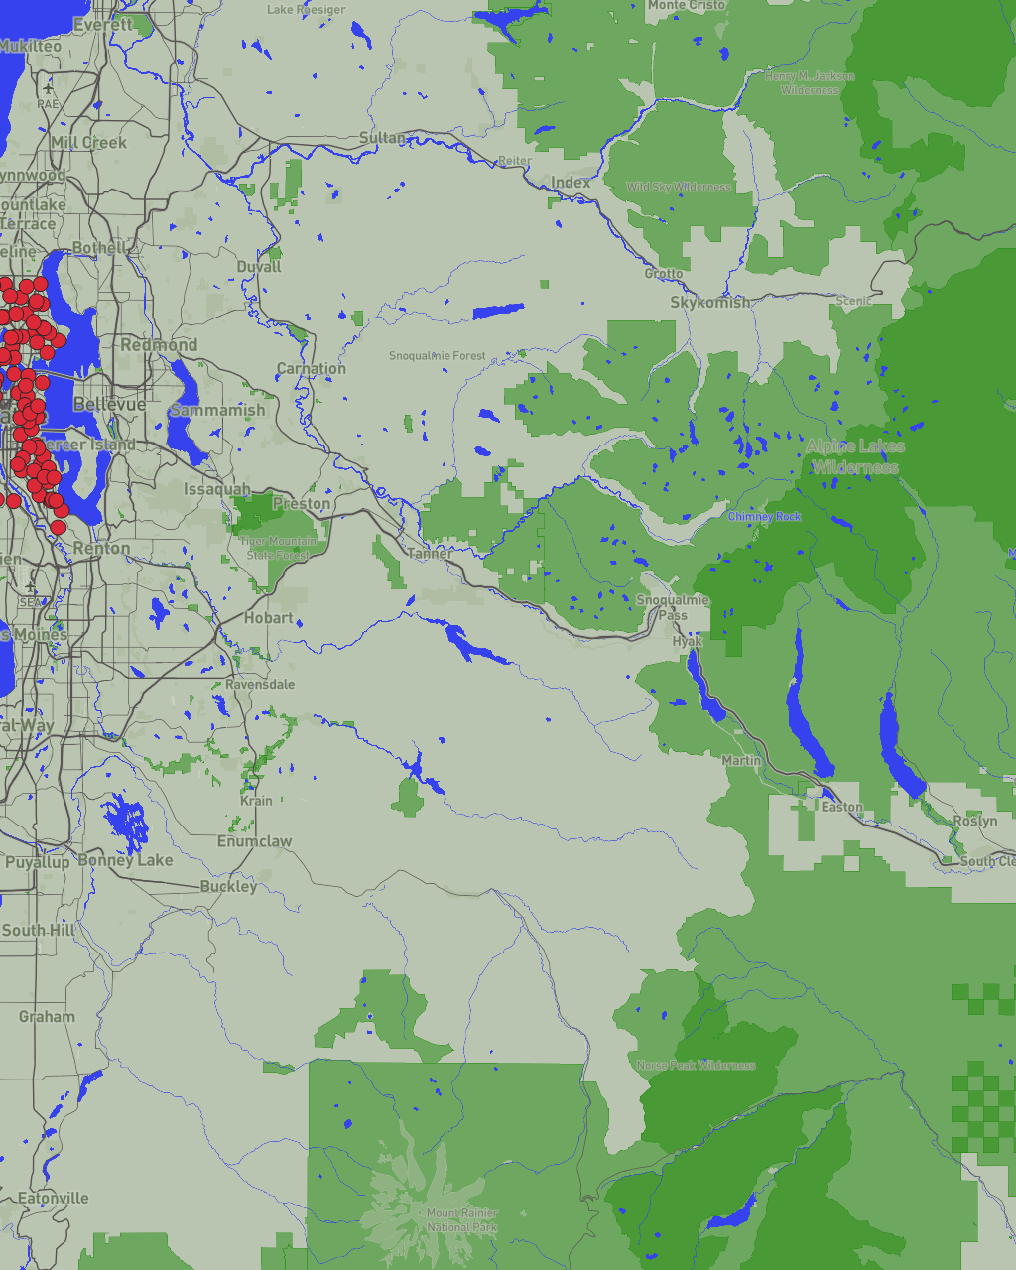 Lake Roesiger
Monte Cristo
Everett
Mukilteo
Henry M. Jackson
Wilderness
PAE
Mill Creek
Sultan
Reiter
ynnwood
Index
Wild Sky Wilderness
ountlake
Terrace
eline
Bothell
Duvall
Grotto
Skykomish
Scenic
Redmond
Snoqualmie Forest
Carnation
Bellevue
Sammamish
ercer Island
Alpine Lakes
Wilderness
Issaquah
Preston
Chimney Rock
Tiger Mountain
State Forest
Renton
Tanner
ien
M
SEA
Snoqualmie
Pass
Hobart
s Moines
Hyak
Ravensdale
ral Way
Martin
Krain
Easton
Roslyn
Enumclaw
Puyallup
Bonney Lake
South Cle
Buckley
South Hill
Graham
Norse Peak Wilderness
Eatonville
Mount Rainier
National Park